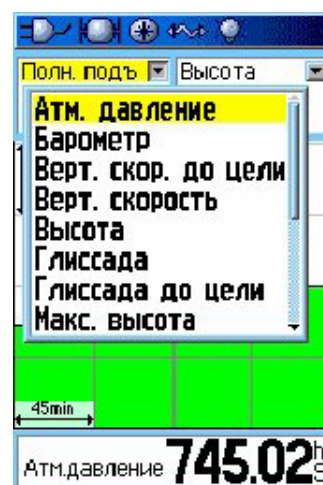 Полн. подъ Высота
Атм. давление
Барометр
Верт. скор. до цели
Верт. скорость
Высота
Глиссада
Глиссада до цели
Макс. высота
45min
Атм.давление 745.02